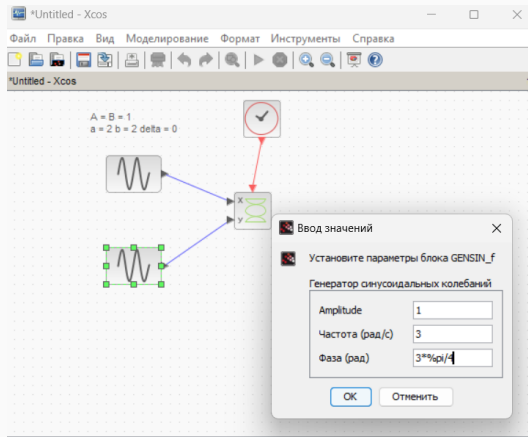 *Untitled - Xcos
Файл Правка Вид Моделирование Формат Инструменты Справка
*Untitled - Xcos
A = B = 1
a = 2 b = 2 delta = 0
x
y
Ввод значений
Установите параметры блока GENSIN_f
Генератор синусоидальных колебаний
Amplitude 1
Частота (рад/с) 3
Фаза (рад) 3*%pi/4
OK Отменить